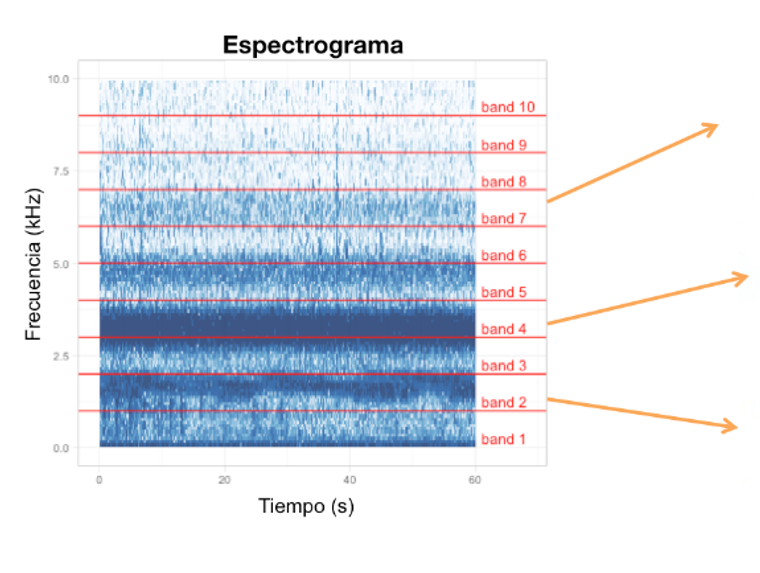 Espectrograma
10.0
band 10
band 9
band 8
7.5
band 7
band 6
5.0
band 5
band 4
2.5
band 3
band 2
band 1
0.0
0 20 40 60
Frecuencia (kHz)
Tiempo (s)